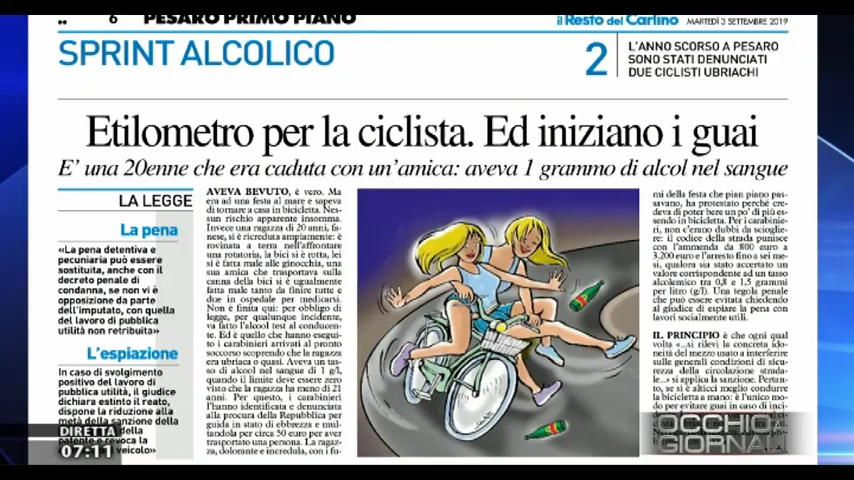 6
PESARO PRIMO PIANO
il Resto del Carlino MARTEDÌ 3 SETTEMBRE 2019
SPRINT ALCOLICO
2
L'ANNO SCORSO A PESARO
SONO STATI DENUNCIATI
DUE CICLISTI UBRIACHI
Etilometro per la ciclista. Ed iniziano i guai
E' una 20enne che era caduta con un'amica: aveva 1 grammo di alcol nel sangue
LA LEGGE
La pena
«La pena detentiva e
pecuniaria può essere
sostituita, anche con il
decreto penale di
condanna, se non vi è
opposizione da parte
dell'imputato, con quella
del lavoro di pubblica
utilità non retribuita»
L'espiazione
In caso di svolgimento
positivo del lavoro di
pubblica utilità, il giudice
dichiara estinto il reato,
dispone la riduzione alla
metà della sanzione della
della
patente e revoca la
veicolo»
AVEVA BEVUTO, è vero. Ma
era ad una festa al mare e sapeva
di tornare a casa in bicicletta. Nes-
sun rischio apparente insomma.
Invece una ragazza di 20 anni, fa-
nese, si è ricreduta ampiamente: è
rovinata a terra nell'affrontare
una rotatoria, la bici si è rotta, lei
si è fatta male alle ginocchia, una
sua amica che trasportava sulla
canna della bici si è ugualmente
fatta male tanto da finire tutte e
due in ospedale per medicarsi.
Non è finita qui: per obbligo di
legge, per qualunque incidente,
va fatto l'alcool test al conducen-
te. Ed è quello che hanno esegui-
to i carabinieri arrivati al pronto
soccorso scoprendo che la ragazza
era ubriaca o quasi. Aveva un tas-
so di alcool nel sangue di 1 g/l,
quando il limite deve essere zero
visto che la ragazza ha meno di 21
anni. Per questo, i carabinieri
l'hanno identificata e denunciata
alla procura della Repubblica per
guida in stato di ebbrezza e mul-
tandola per circa 50 euro per aver
trasportato una persona. La ragaz-
za, dolorante e incredula, con i fu-
mi della festa che pian piano pas-
savano, ha protestato perché cre-
deva di poter bere un po' di più es-
sendo in bicicletta. Per i carabinie-
ri, non c'erano dubbi da scioglie-
re: il codice della strada punisce
con l'ammenda da 800 euro a
3.200 euro e l'arresto fino a sei me-
si, qualora sia stato accertato un
valore corrispondente ad un tasso
alcolemico tra 0,8 e 1,5 grammi
per litro (g/l). Una tegola penale
che può essere evitata chiedendo
al giudice di espiare la pena con
lavori socialmente utili.
IL PRINCIPIO è che ogni qual
volta «...si rilevi la concreta ido-
neità del mezzo usato a interferire
sulle generali condizioni di sicu-
rezza della circolazione strada-
le...» si applica la sanzione. Pertan-
to, se si è alticci meglio condurre
la bicicletta a mano: è l'unico mo-
do per evitare guai in caso di inci-
OCCHIO AI
GIORNALI
DIRETTA
07:11